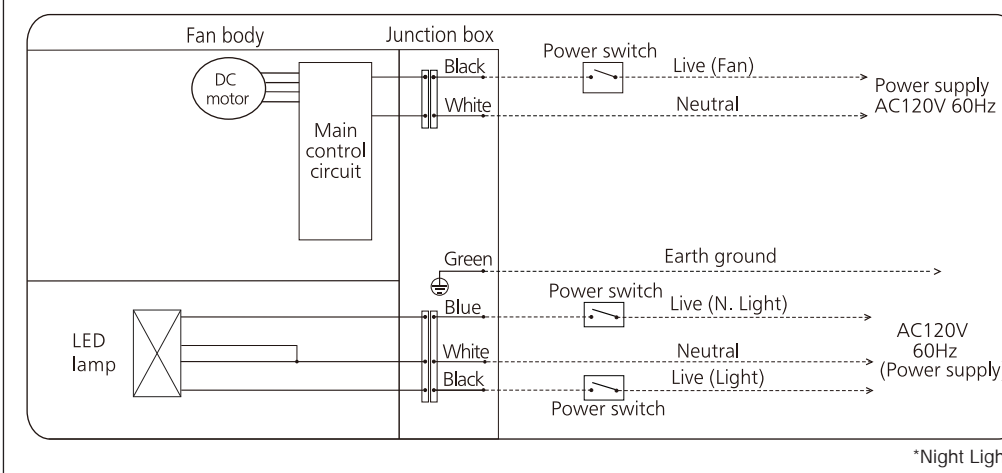 Fan body
Junction box
DC
motor
Main
control
circuit
Black
White
Power switch
Live (Fan)
Neutral
Power supply
AC120V 60Hz
Green
Earth ground
LED
lamp
Blue
White
Black
Power switch
Live (N. Light)
Neutral
Live (Light)
Power switch
AC120V
60Hz
(Power supply
*Night